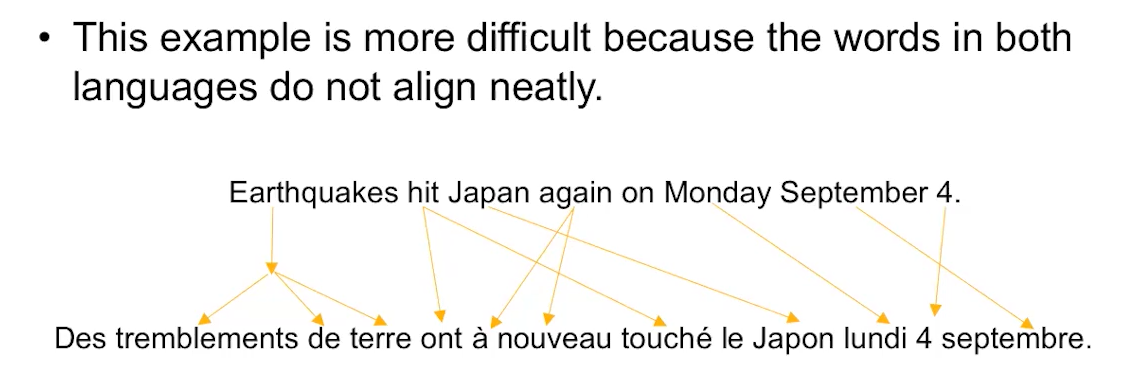 • This example is more difficult because the words in both
languages do not align neatly.
Earthquakes hit Japan again on Monday September 4.
Des tremblements de terre ont à nouveau touché le Japon lundi 4 septembre.